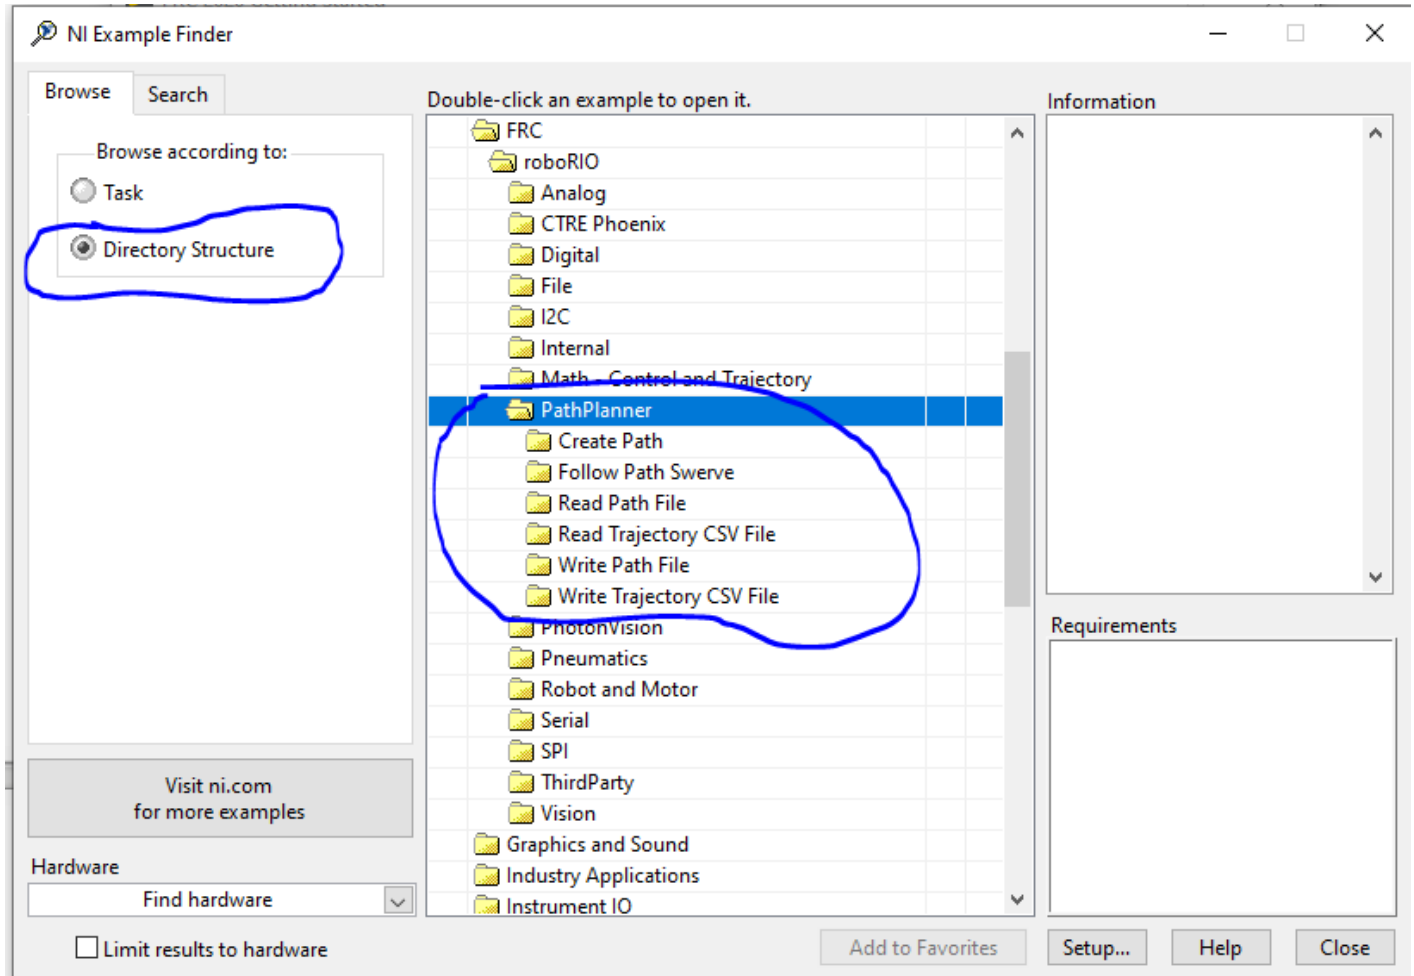 NI Example Finder
Browse
Search
Browse according to:
Task
Directory Structure
Visit ni.com
for more examples
Hardware
Find hardware
Limit results to hardware
Double-click an example to open it.
FRC
roboRIO
Analog
CTRE Phoenix
Digital
File
I2C
Internal
Math - Control and Trajectory
PathPlanner
Create Path
Follow Path Swerve
Read Path File
Read Trajectory CSV File
Write Path File
Write Trajectory CSV File
PhotonVision
Pneumatics
Robot and Motor
Serial
SPI
ThirdParty
Vision
Graphics and Sound
Industry Applications
Instrument IO
Add to Favorites
Information
Requirements
Setup...
Help
Close